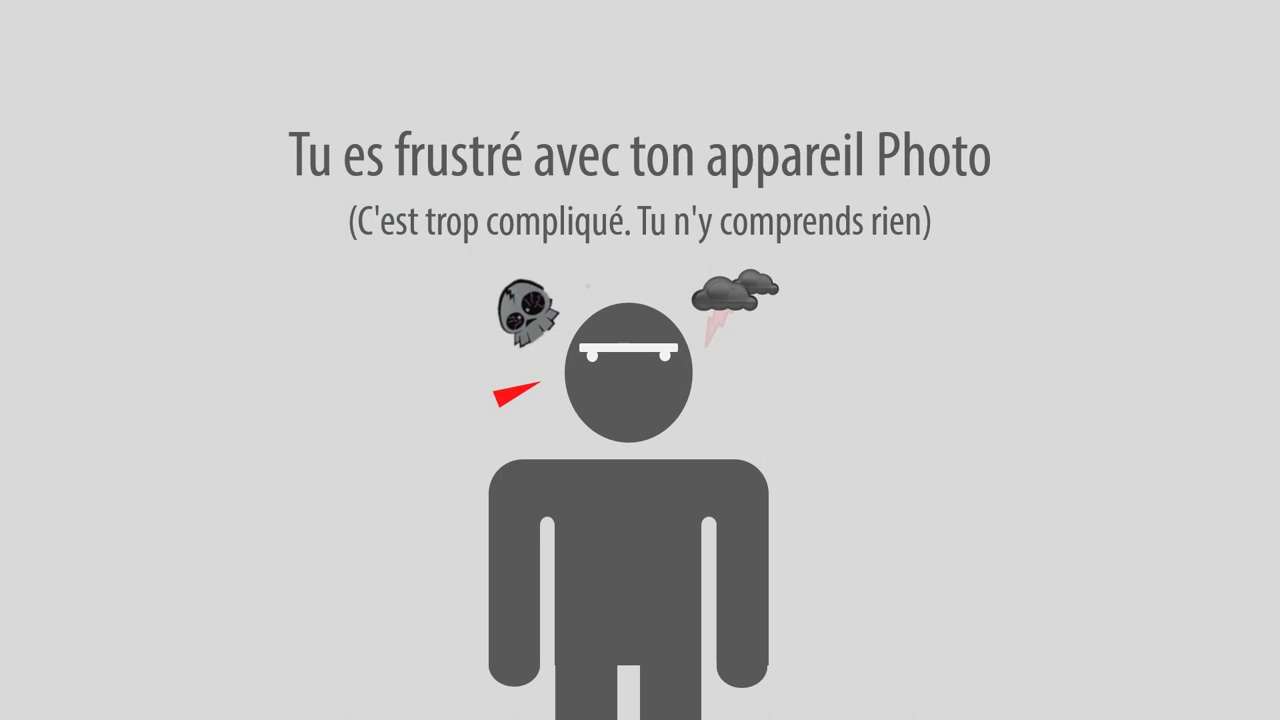 Tu es frustré avec ton appareil Photo
(C'est trop compliqué. Tu n'y comprends rien)